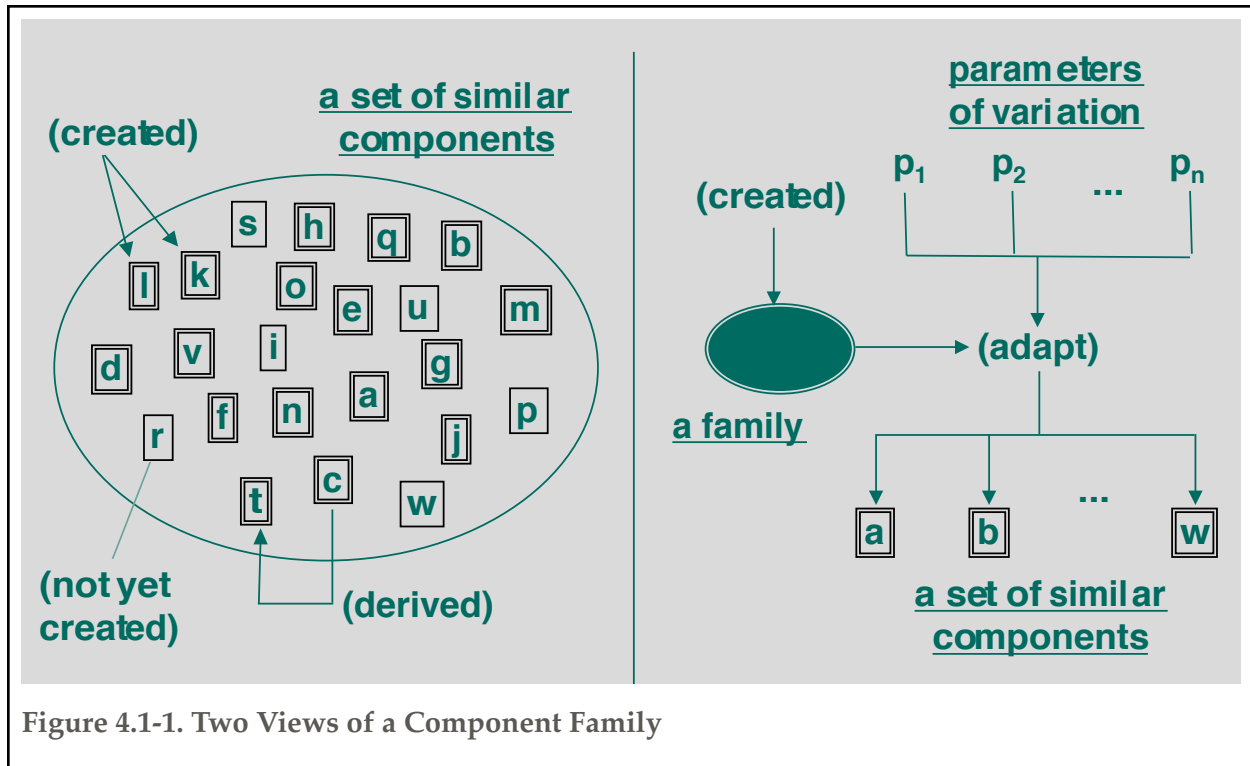 a set of similar
components
(created)
s
h
q
b
l
k
o
e
u
m
d
v
i
g
f
n
a
p
r
j
t
c
w
(not yet
created)
(derived)
parameters
of variation
p1
p2
...
pn
(created)
(adapt)
a family
a
b
...
w
a set of similar
components
Figure 4.1-1. Two Views of a Component Family